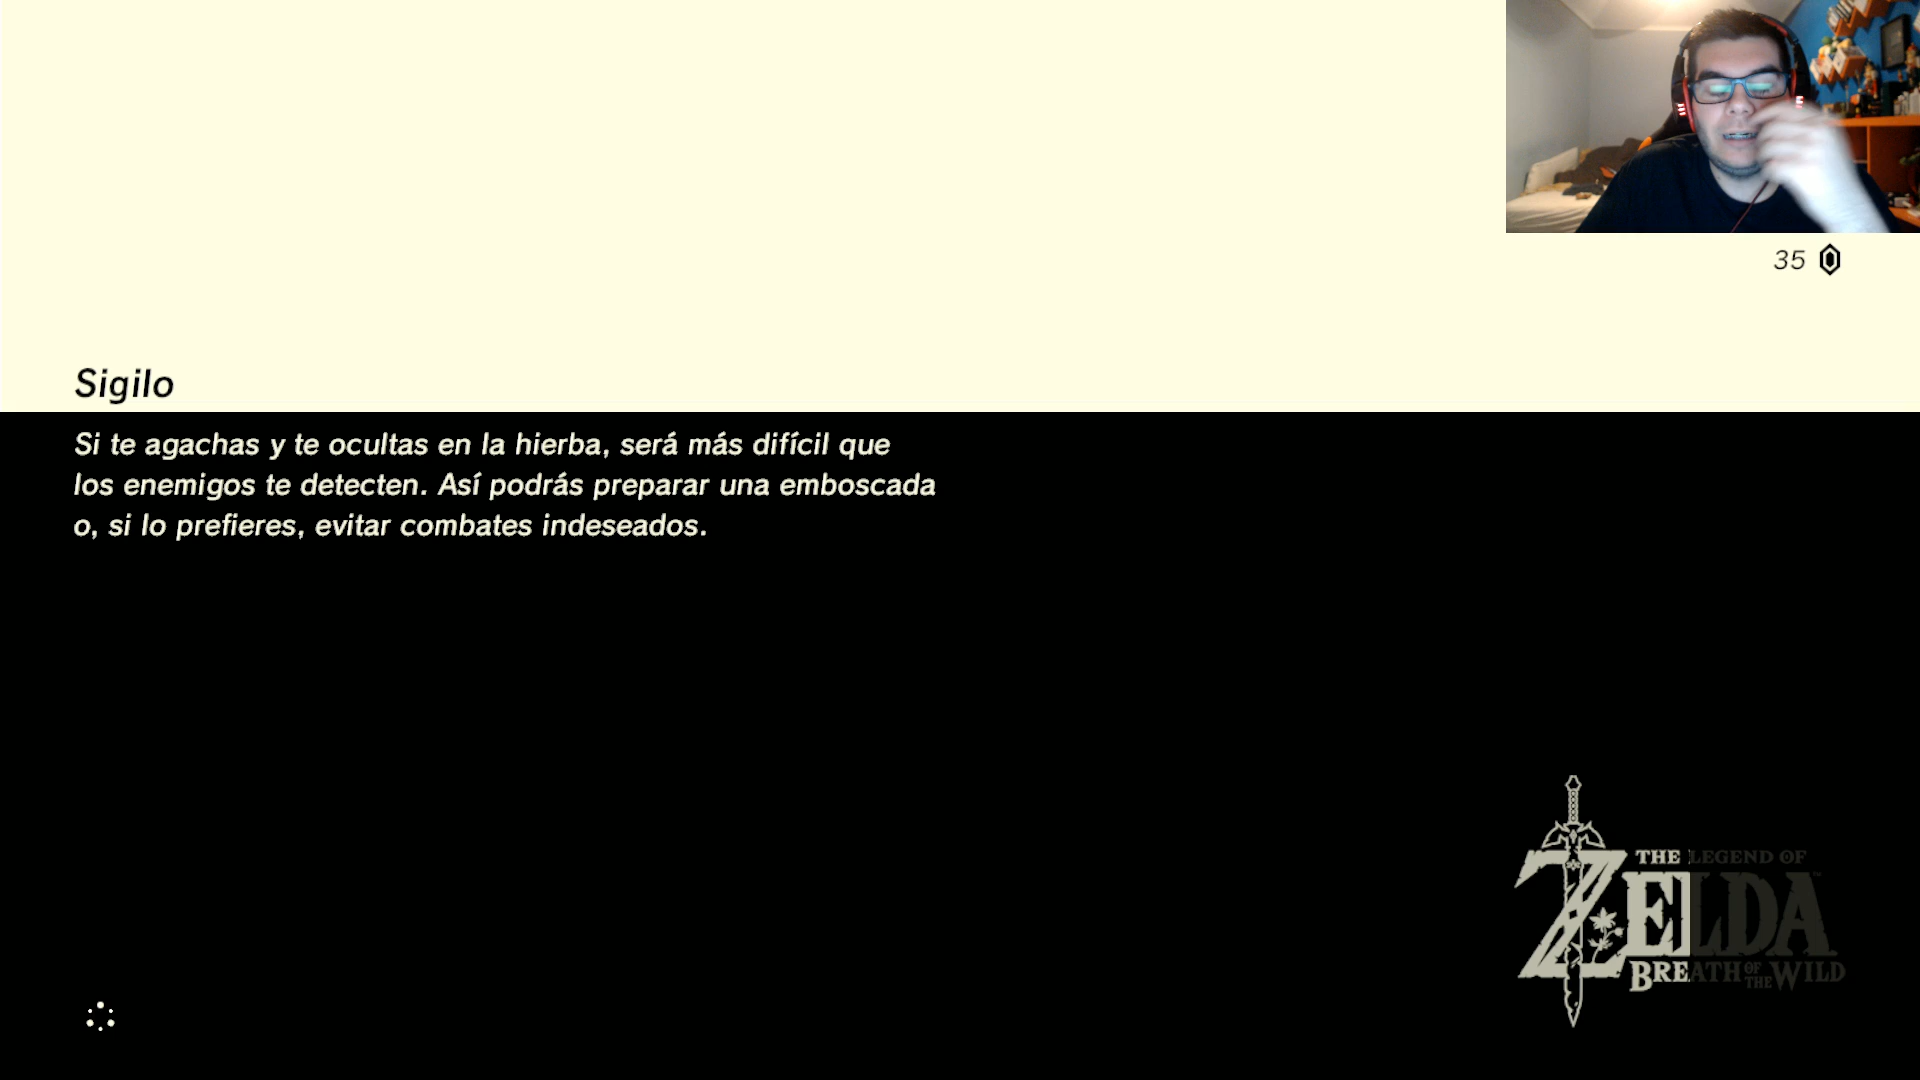 35
Sigilo
Si te agachas y te ocultas en la hierba, será más difícil que
los enemigos te detecten. Así podrás preparar una emboscada
o, si lo prefieres, evitar combates indeseados.
THE LEGEND OF
ZELDA
BREATH OF THE WILD